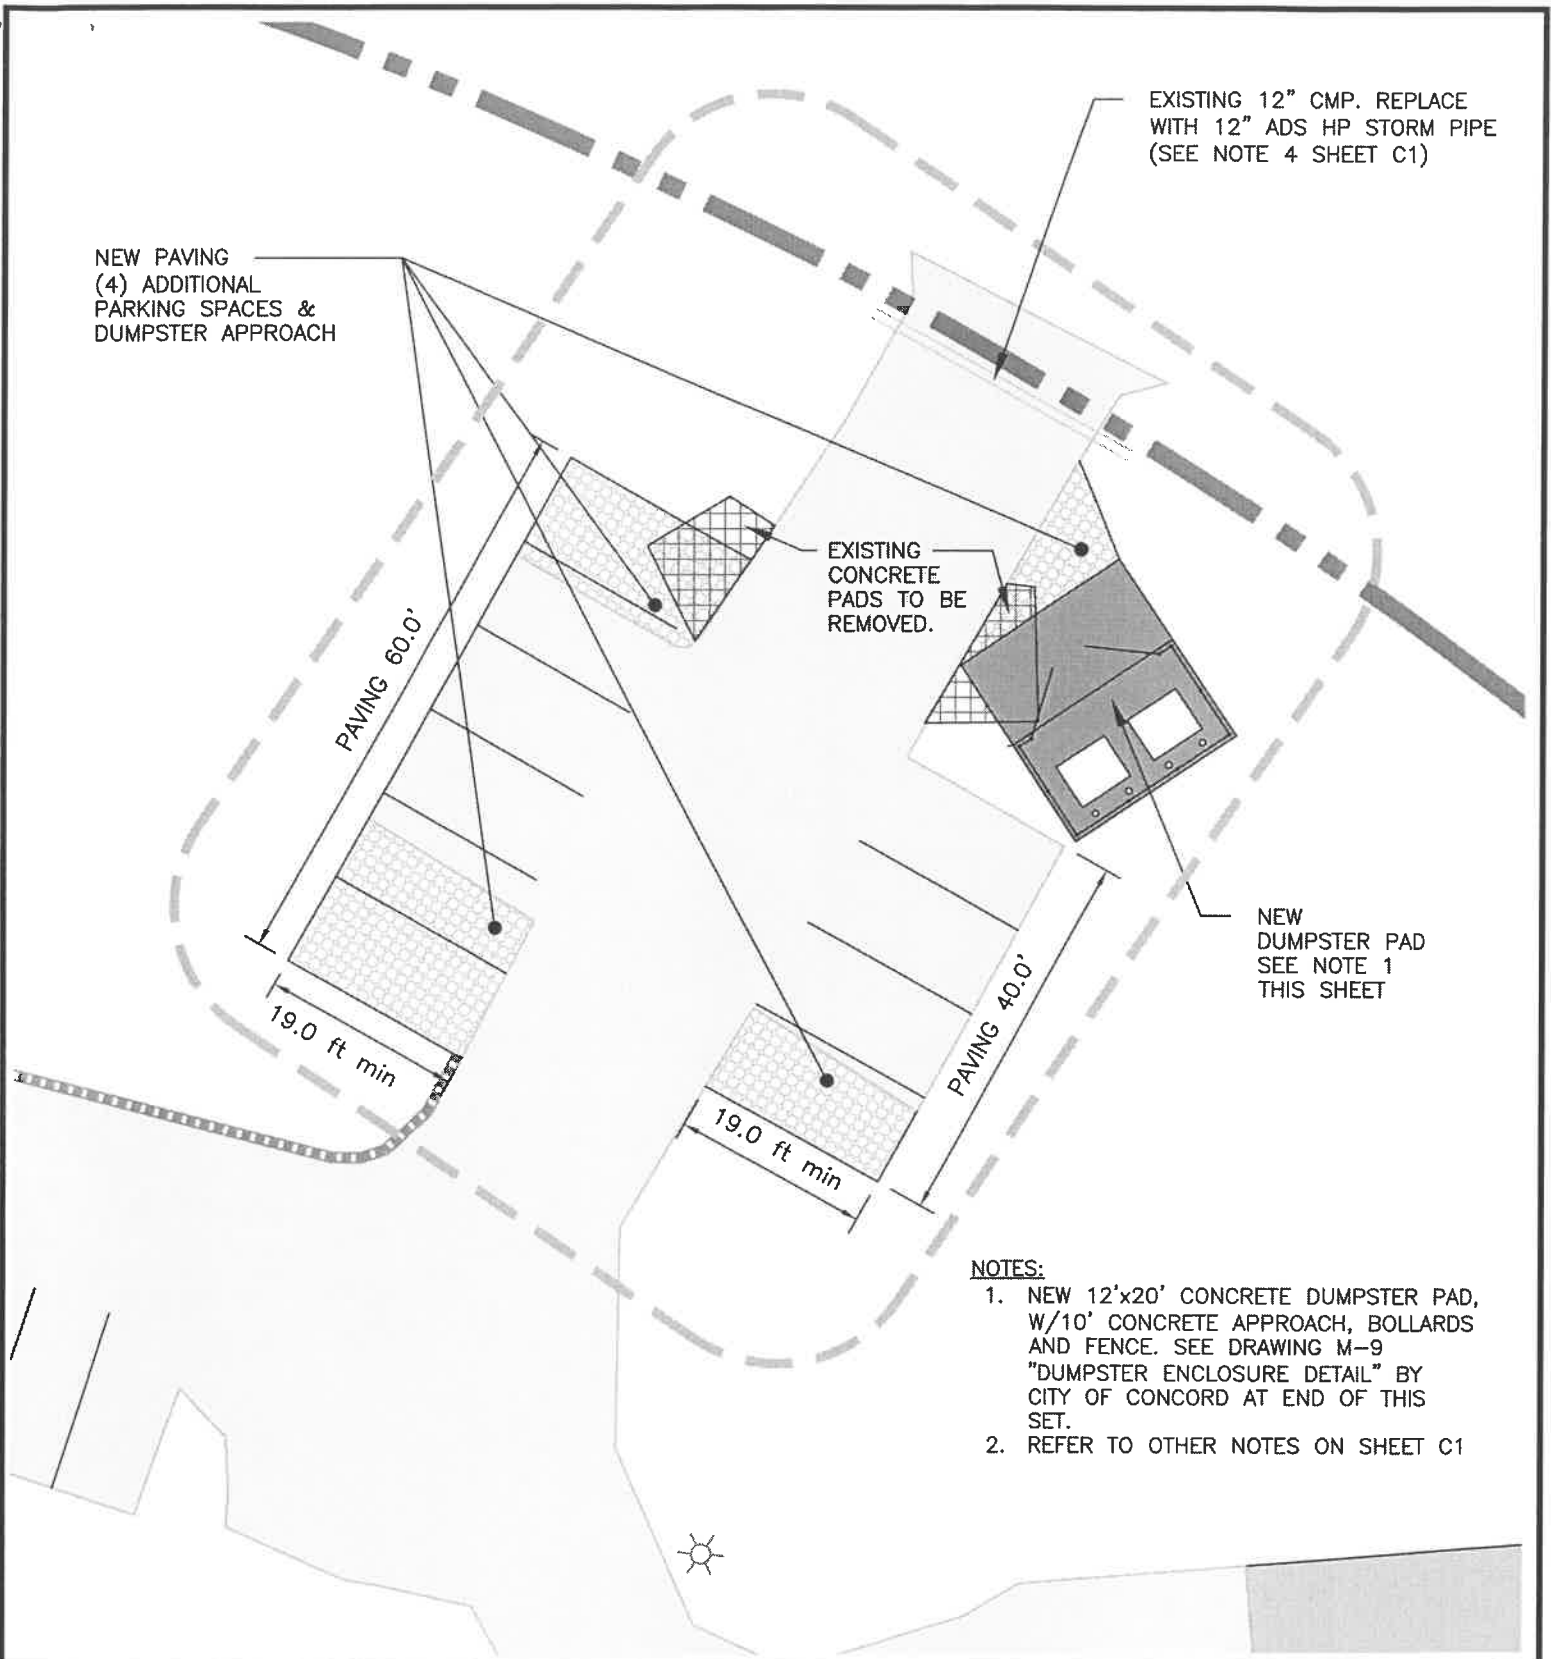 EXISTING 12" CMP. REPLACE
WITH 12" ADS HP STORM PIPE
(SEE NOTE 4 SHEET C1)
NEW PAVING
(4) ADDITIONAL
PARKING SPACES &
DUMPSTER APPROACH
EXISTING
CONCRETE
PADS TO BE
REMOVED.
PAVING 60.0'
NEW
DUMPSTER PAD
SEE NOTE 1
THIS SHEET
19.0 ft min
PAVING 40.0'
19.0 ft min
NOTES:
1. NEW 12'x20' CONCRETE DUMPSTER PAD,
W/10' CONCRETE APPROACH, BOLLARDS
AND FENCE. SEE DRAWING M-9
"DUMPSTER ENCLOSURE DETAIL" BY
CITY OF CONCORD AT END OF THIS
SET.
2. REFER TO OTHER NOTES ON SHEET C1